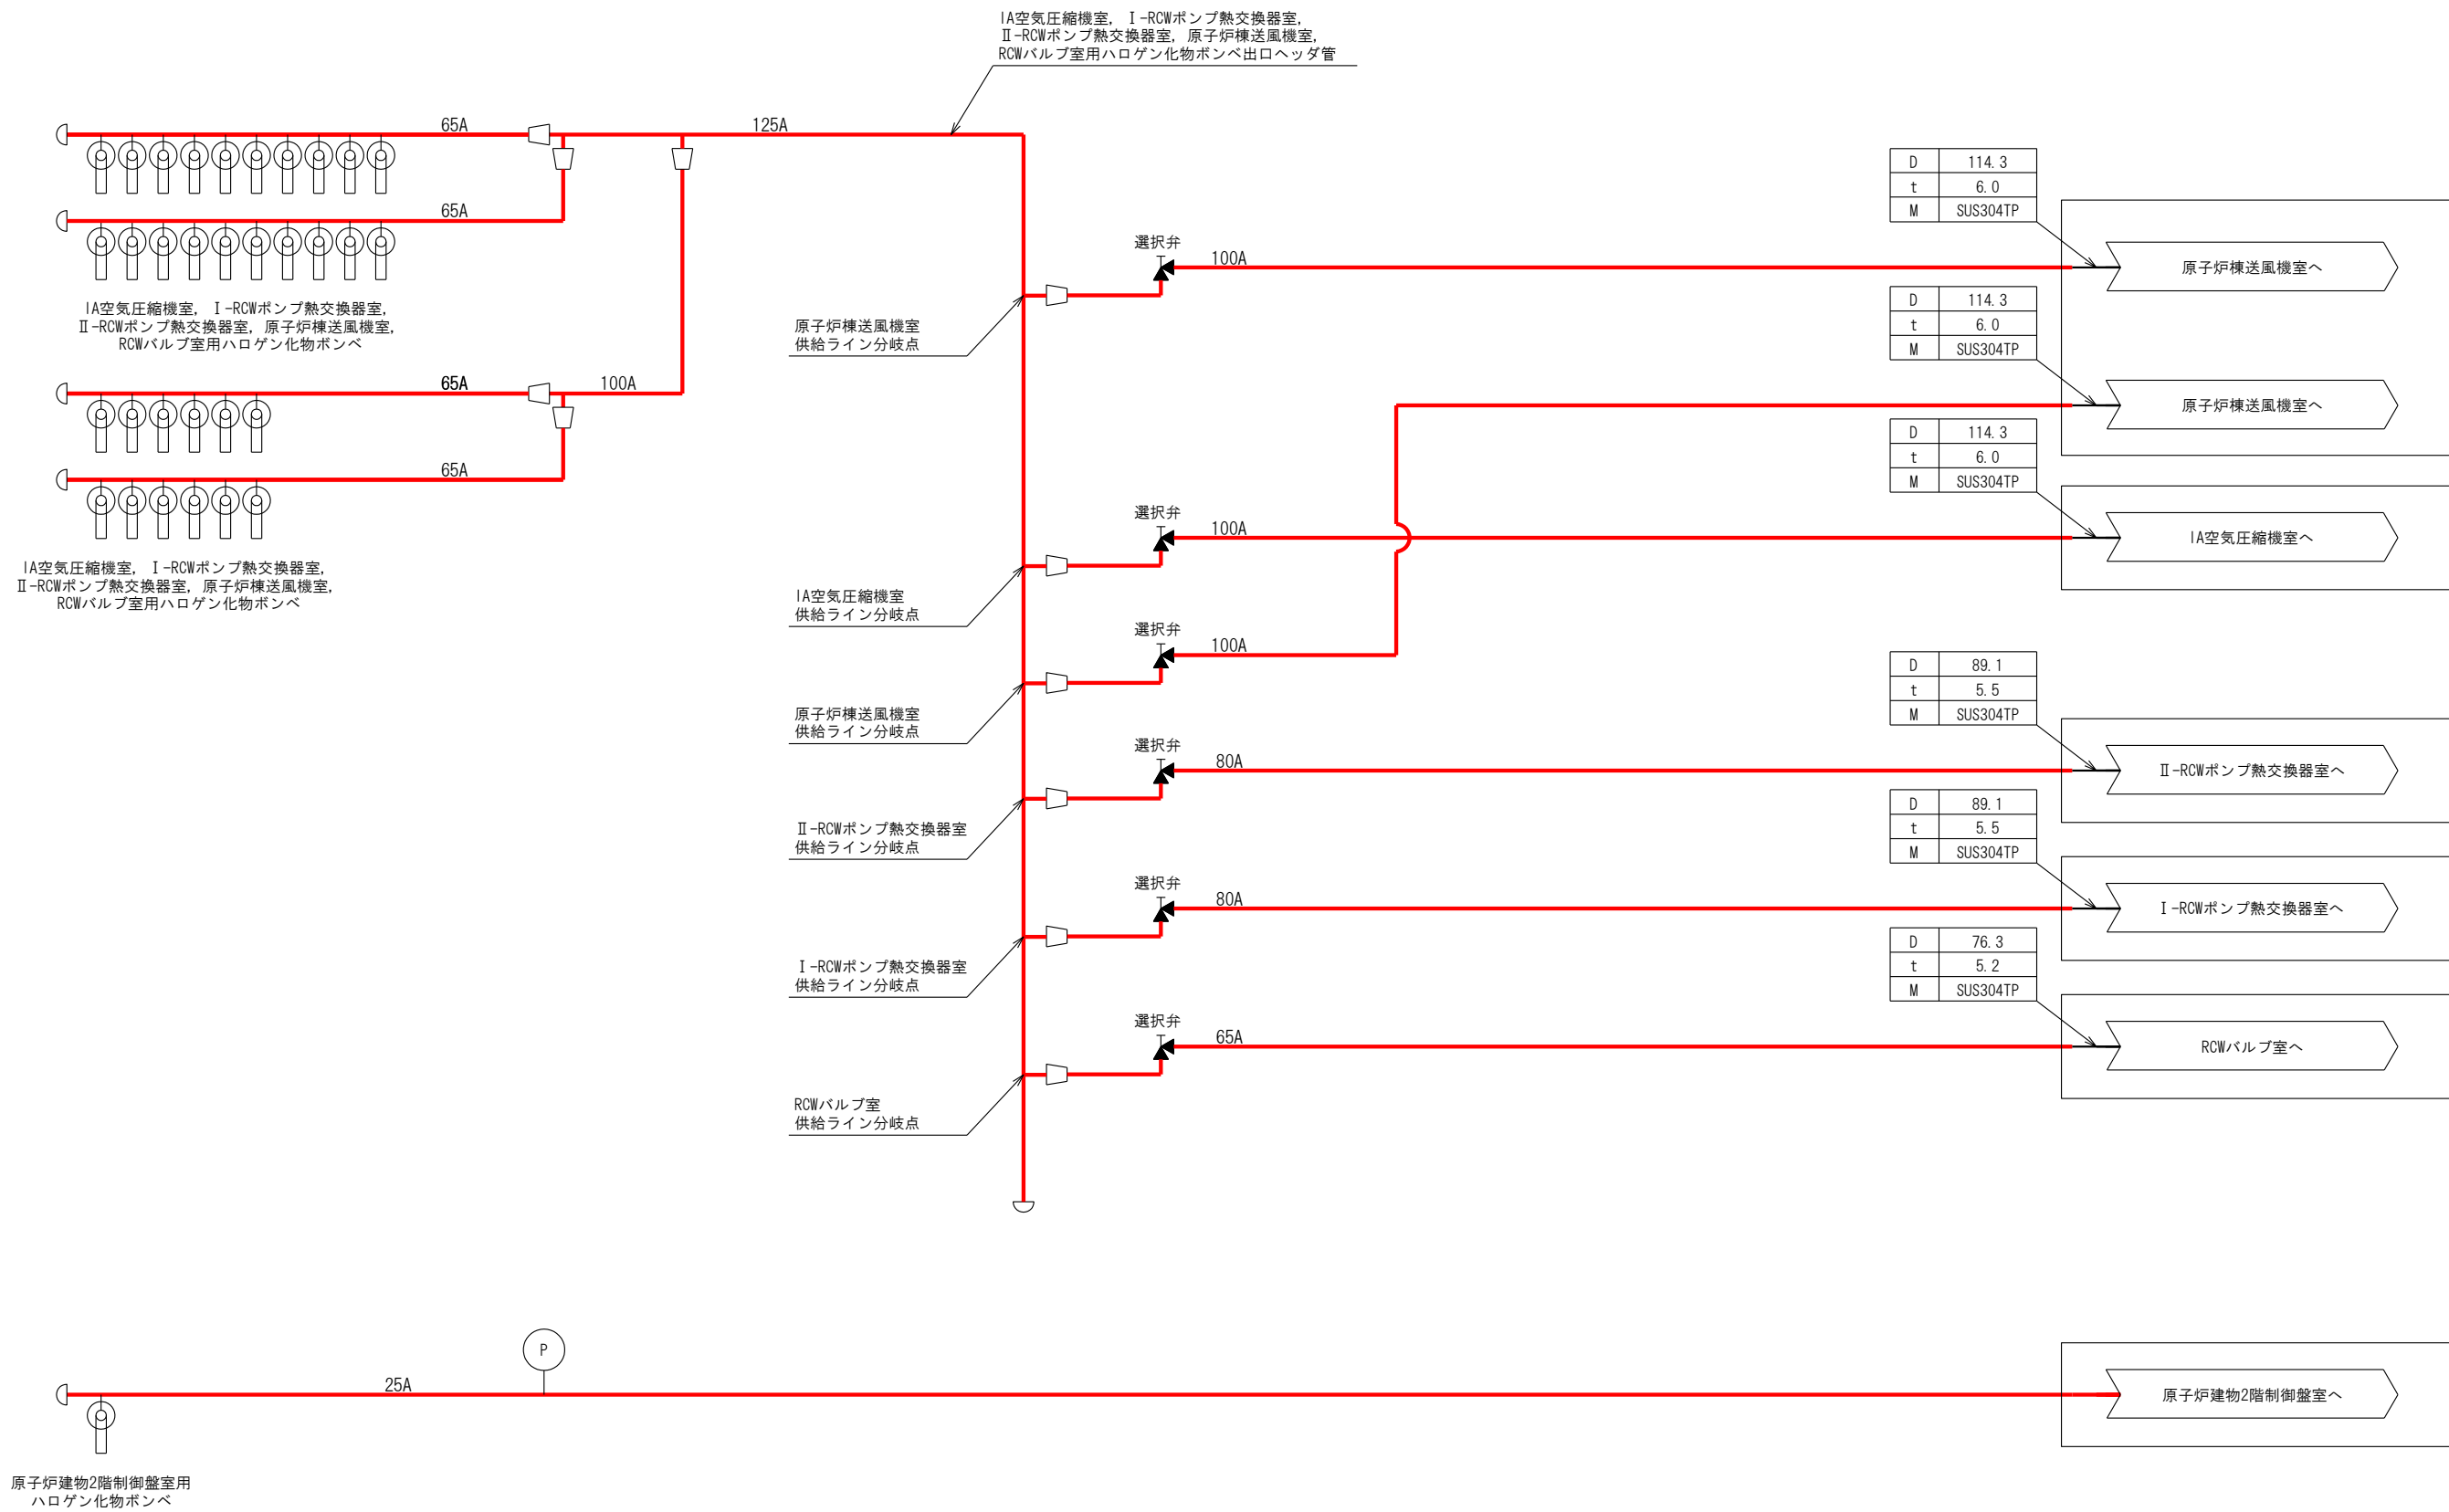 IA空気圧縮機室, Ⅰ-RCWポンプ熱交換器室,
Ⅱ-RCWポンプ熱交換器室, 原子炉棟送風機室,
RCWバルブ室用ハロゲン化物ボンベ出口ヘッダ管
65A
125A
65A
IA空気圧縮機室, Ⅰ-RCWポンプ熱交換器室,
Ⅱ-RCWポンプ熱交換器室, 原子炉棟送風機室,
RCWバルブ室用ハロゲン化物ボンベ
65A
100A
65A
IA空気圧縮機室, Ⅰ-RCWポンプ熱交換器室,
Ⅱ-RCWポンプ熱交換器室, 原子炉棟送風機室,
RCWバルブ室用ハロゲン化物ボンベ
D 114.3
t 6.0
M SUS304TP
選択弁
100A
原子炉棟送風機室へ
原子炉棟送風機室
供給ライン分岐点
D 114.3
t 6.0
M SUS304TP
原子炉棟送風機室へ
D 114.3
t 6.0
M SUS304TP
選択弁
100A
IA空気圧縮機室へ
IA空気圧縮機室
供給ライン分岐点
選択弁
100A
原子炉棟送風機室
供給ライン分岐点
D 89.1
t 5.5
M SUS304TP
選択弁
80A
Ⅱ-RCWポンプ熱交換器室へ
Ⅱ-RCWポンプ熱交換器室
供給ライン分岐点
D 89.1
t 5.5
M SUS304TP
選択弁
80A
Ⅰ-RCWポンプ熱交換器室へ
Ⅰ-RCWポンプ熱交換器室
供給ライン分岐点
D 76.3
t 5.2
M SUS304TP
選択弁
65A
RCWバルブ室へ
RCWバルブ室
供給ライン分岐点
P
25A
原子炉建物2階制御盤室へ
原子炉建物2階制御盤室用
ハロゲン化物ボンベ